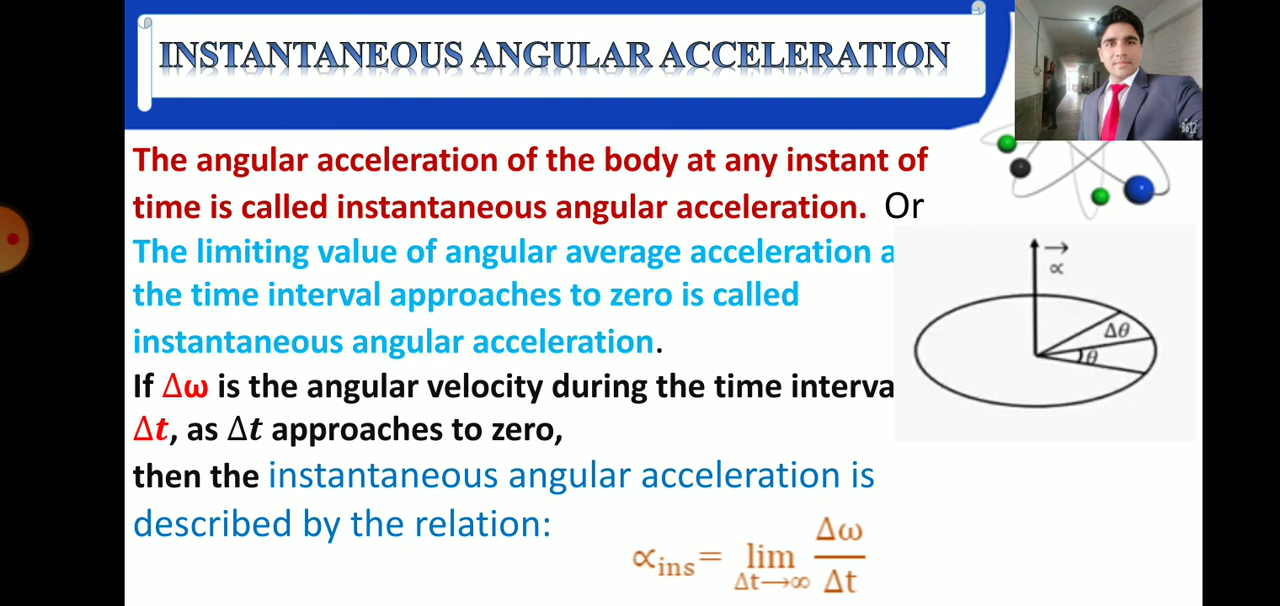 INSTANTANEOUS ANGULAR ACCELERATION
The angular acceleration of the body at any instant of
time is called instantaneous angular acceleration. Or
The limiting value of angular average acceleration a
the time interval approaches to zero is called
instantaneous angular acceleration.
If Δω is the angular velocity during the time interva
Δt, as Δt approaches to zero,
then the instantaneous angular acceleration is
described by the relation:
∝ins= lim Δt→∞ Δω/Δt
→
∝
Δθ
θ